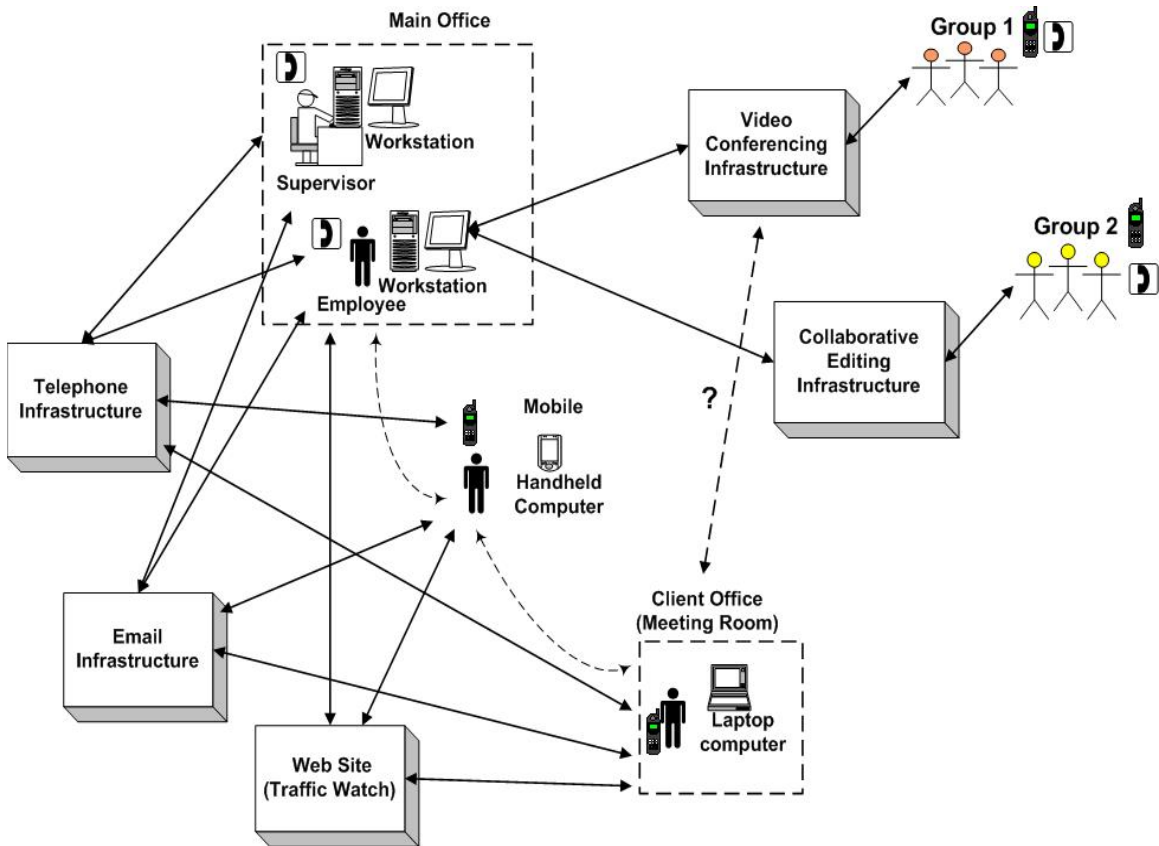 Main Office
Workstation
Supervisor
Workstation
Employee
Group 1
Video
Conferencing
Infrastructure
Group 2
Collaborative
Editing
Infrastructure
?
Telephone
Infrastructure
Mobile
Handheld
Computer
Email
Infrastructure
Client Office
(Meeting Room)
Laptop
computer
Web Site
(Traffic Watch)